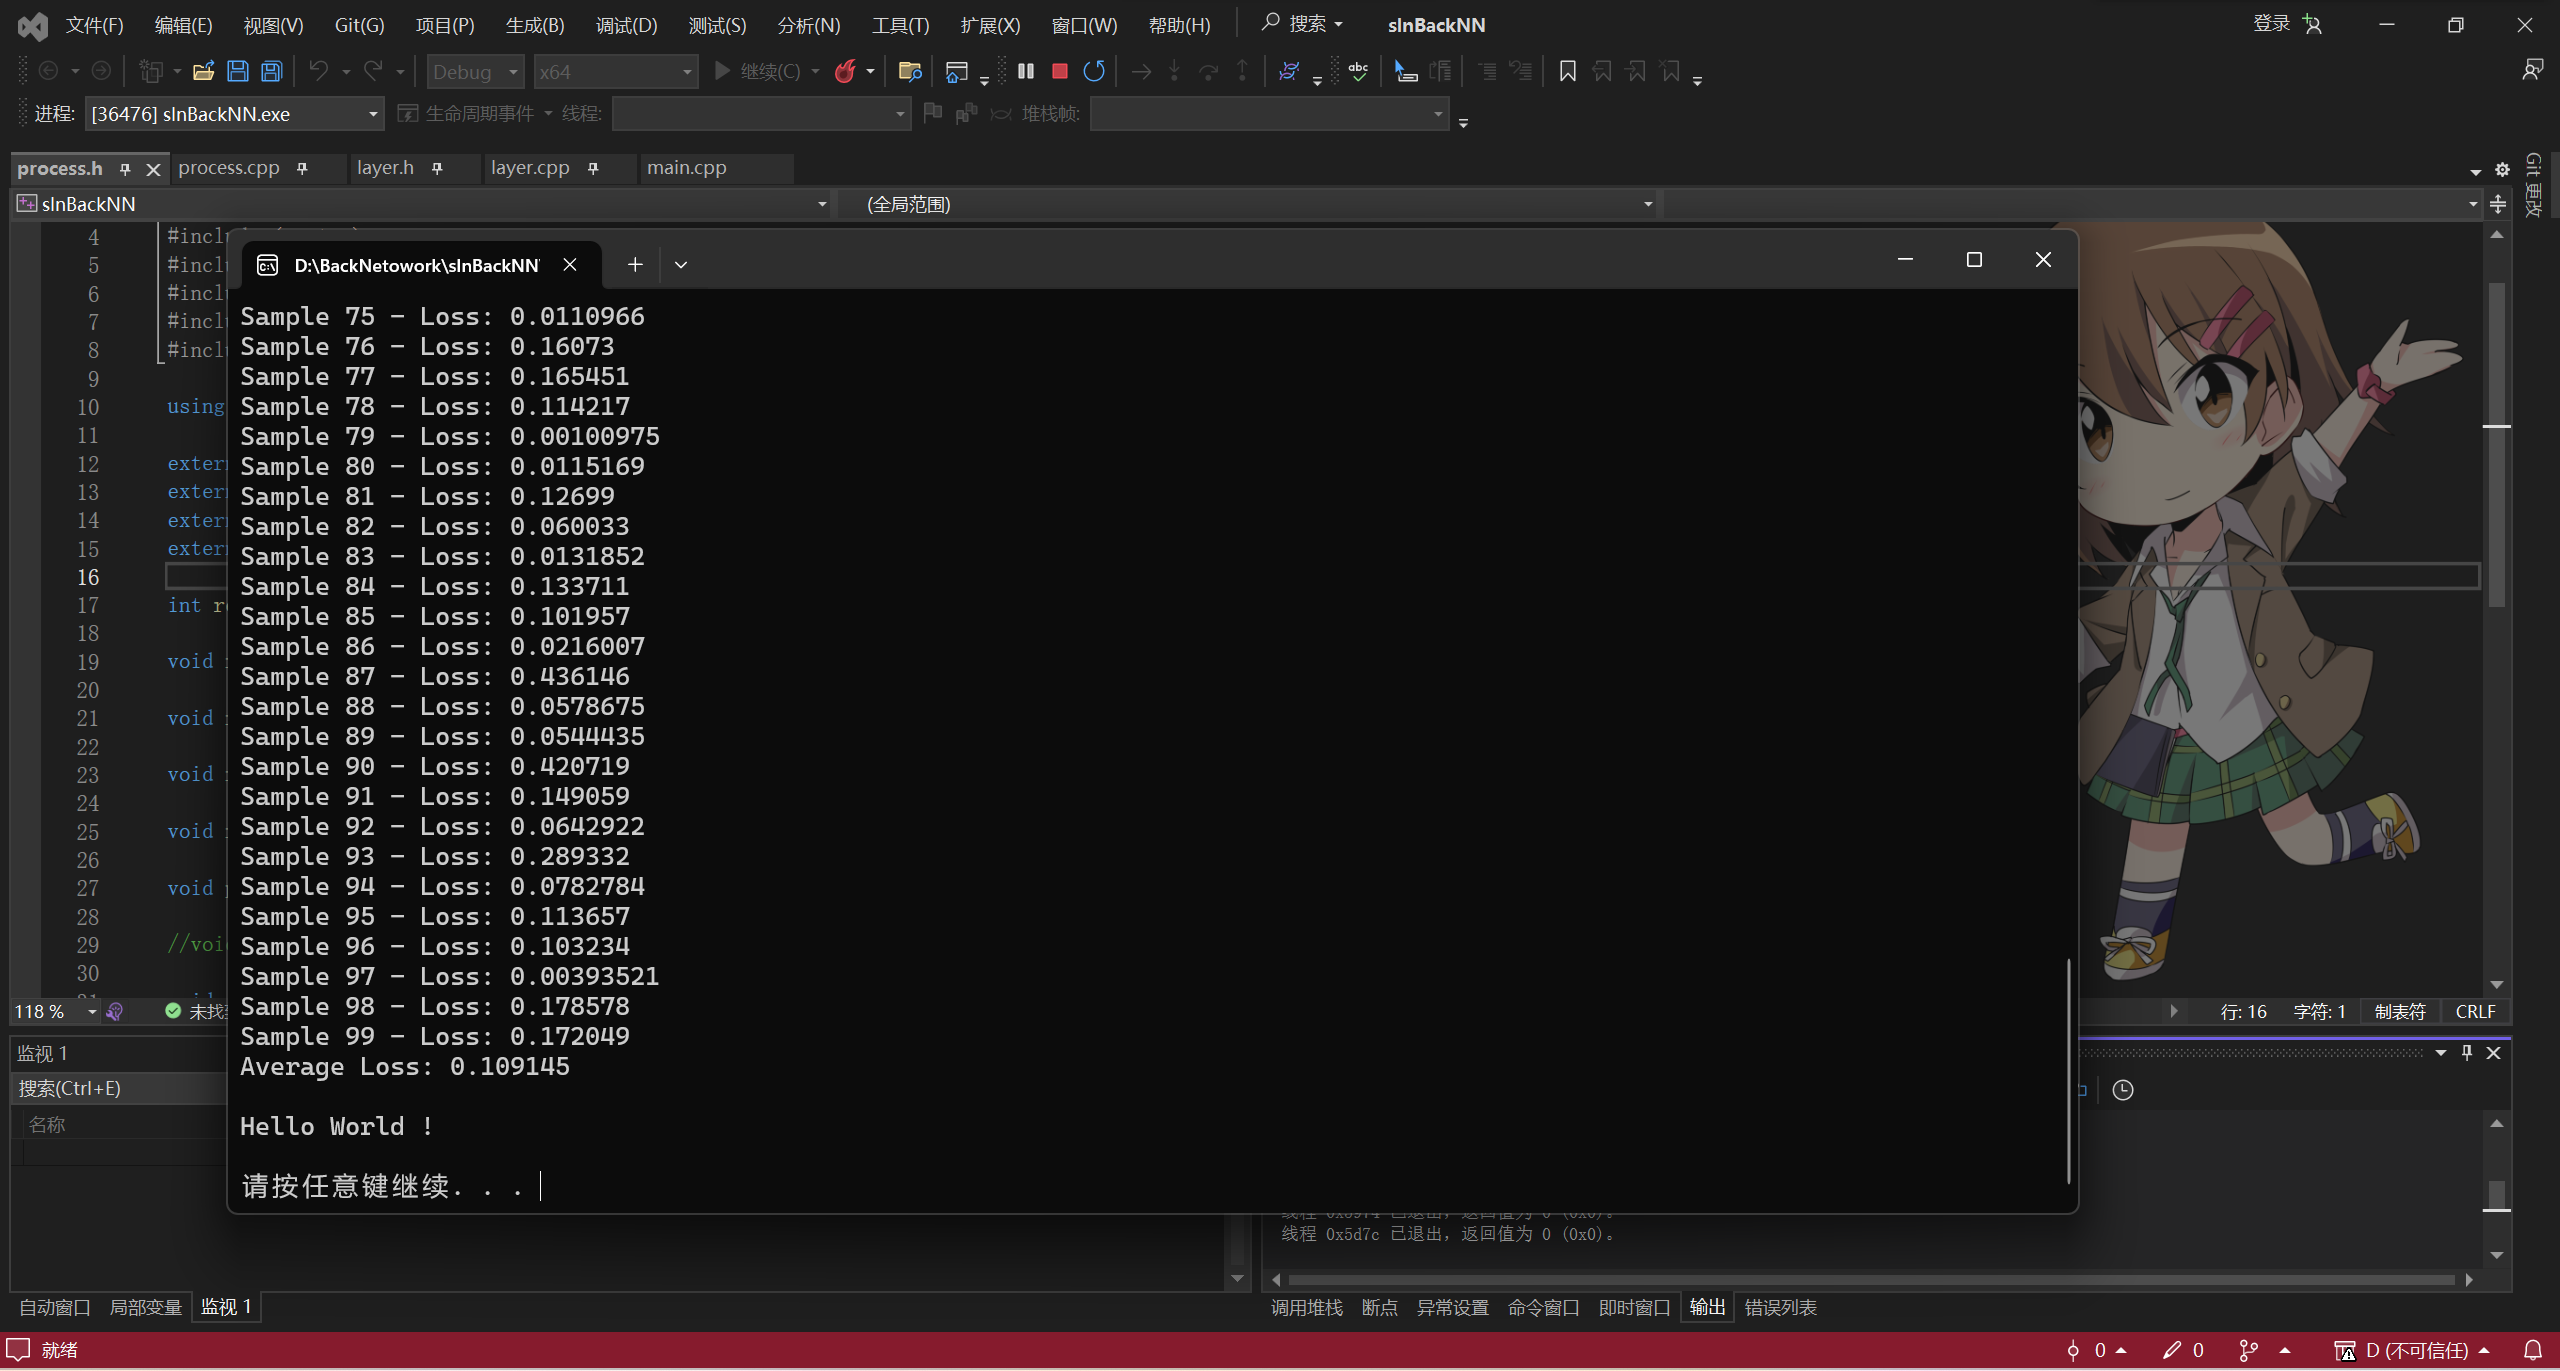 文件(F) 编辑(E) 视图(V) Git(G) 项目(P) 生成(B) 调试(D) 测试(S) 分析(N) 工具(T) 扩展(X) 窗口(W) 帮助(H) 搜索 slnBackNN 登录
Debug x64 继续(C) abc
进程: [36476] slnBackNN.exe 生命周期事件 线程: 堆栈帧:
process.h process.cpp layer.h layer.cpp main.cpp
Git 更改
slnBackNN (全局范围)
4
5
6
7
8
9
10 using
11
12
13
14
15
16
17 int
18
19 void
20
21 void
22
23 void
24
25 void
26
27 void
28
29
30
D:\BackNetowork\slnBackNN
Sample 75 - Loss: 0.0110966
Sample 76 - Loss: 0.16073
Sample 77 - Loss: 0.165451
Sample 78 - Loss: 0.114217
Sample 79 - Loss: 0.00100975
Sample 80 - Loss: 0.0115169
Sample 81 - Loss: 0.12699
Sample 82 - Loss: 0.060033
Sample 83 - Loss: 0.0131852
Sample 84 - Loss: 0.133711
Sample 85 - Loss: 0.101957
Sample 86 - Loss: 0.0216007
Sample 87 - Loss: 0.436146
Sample 88 - Loss: 0.0578675
Sample 89 - Loss: 0.0544435
Sample 90 - Loss: 0.420719
Sample 91 - Loss: 0.149059
Sample 92 - Loss: 0.0642922
Sample 93 - Loss: 0.289332
Sample 94 - Loss: 0.0782784
Sample 95 - Loss: 0.113657
Sample 96 - Loss: 0.103234
Sample 97 - Loss: 0.00393521
Sample 98 - Loss: 0.178578
Sample 99 - Loss: 0.172049
Average Loss: 0.109145
Hello World !
请按任意键继续. . .
118 % 行: 16 字符: 1 制表符 CRLF
监视 1
搜索(Ctrl+E)
名称
线程 0x5d7c 已退出，返回值为 0 (0x0)。
自动窗口 局部变量 监视 1 调用堆栈 断点 异常设置 命令窗口 即时窗口 输出 错误列表
就绪 0 0 D (不可信任)